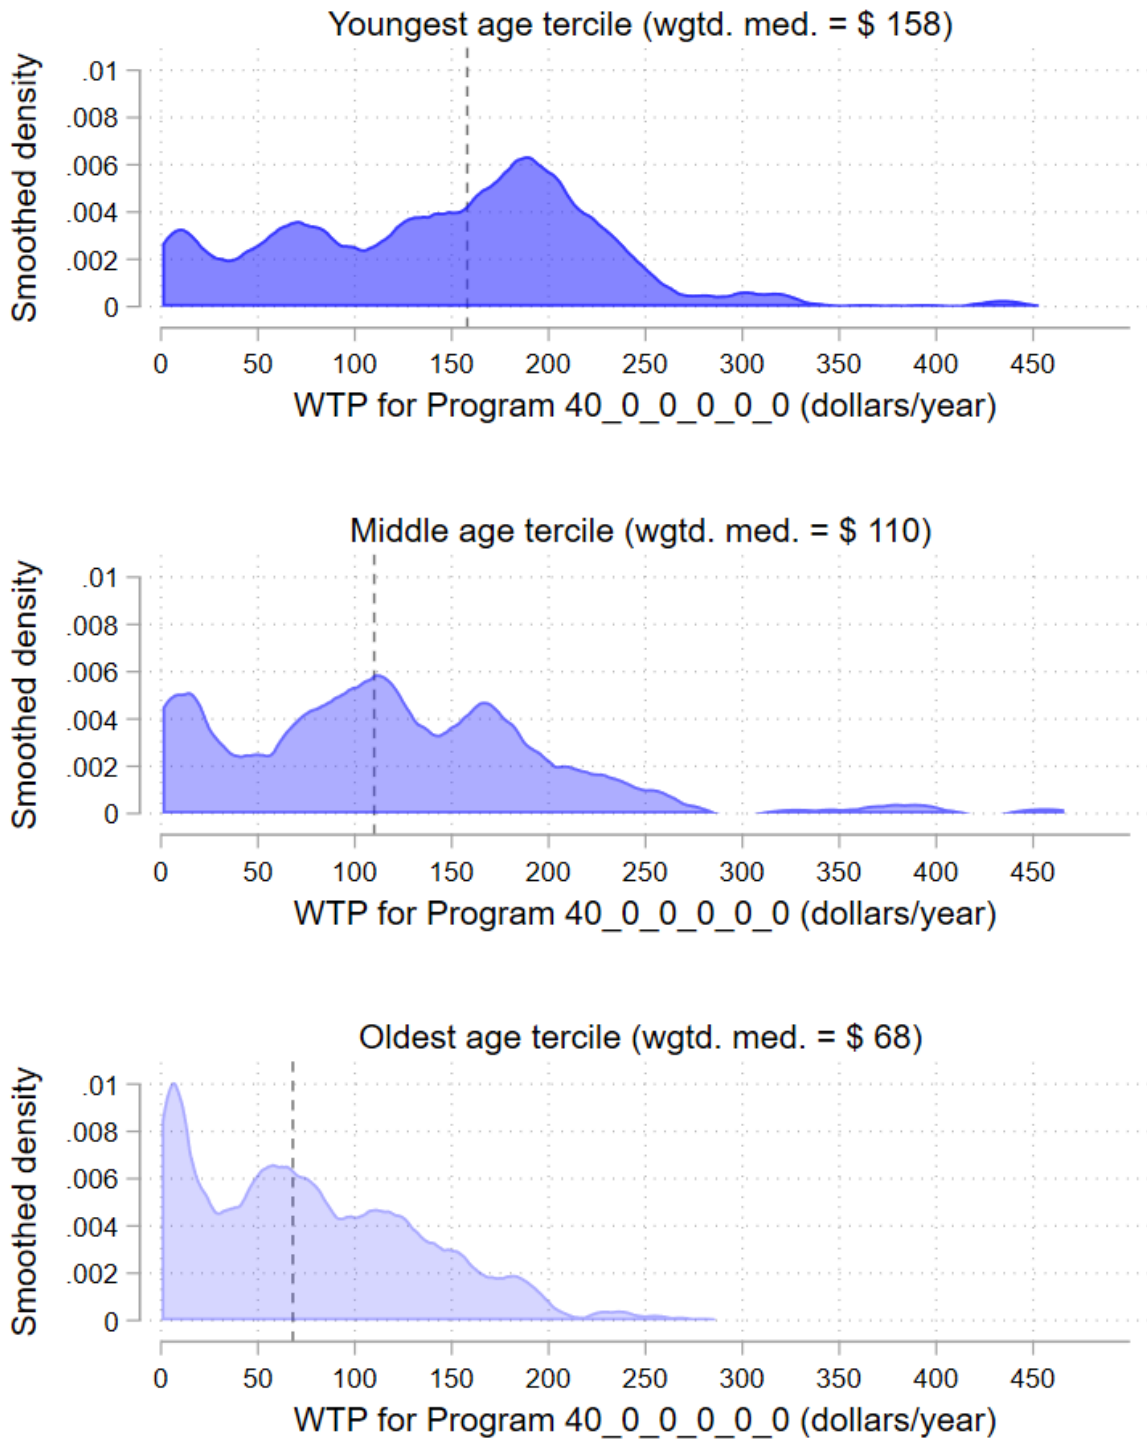 Youngest age tercile (wgtd. med. = $ 158)
Smoothed density
.01
.008
.006
.004
.002
0
0 50 100 150 200 250 300 350 400 450
WTP for Program 40_0_0_0_0_0 (dollars/year)
Middle age tercile (wgtd. med. = $ 110)
Smoothed density
.01
.008
.006
.004
.002
0
0 50 100 150 200 250 300 350 400 450
WTP for Program 40_0_0_0_0_0 (dollars/year)
Oldest age tercile (wgtd. med. = $ 68)
Smoothed density
.01
.008
.006
.004
.002
0
0 50 100 150 200 250 300 350 400 450
WTP for Program 40_0_0_0_0_0 (dollars/year)